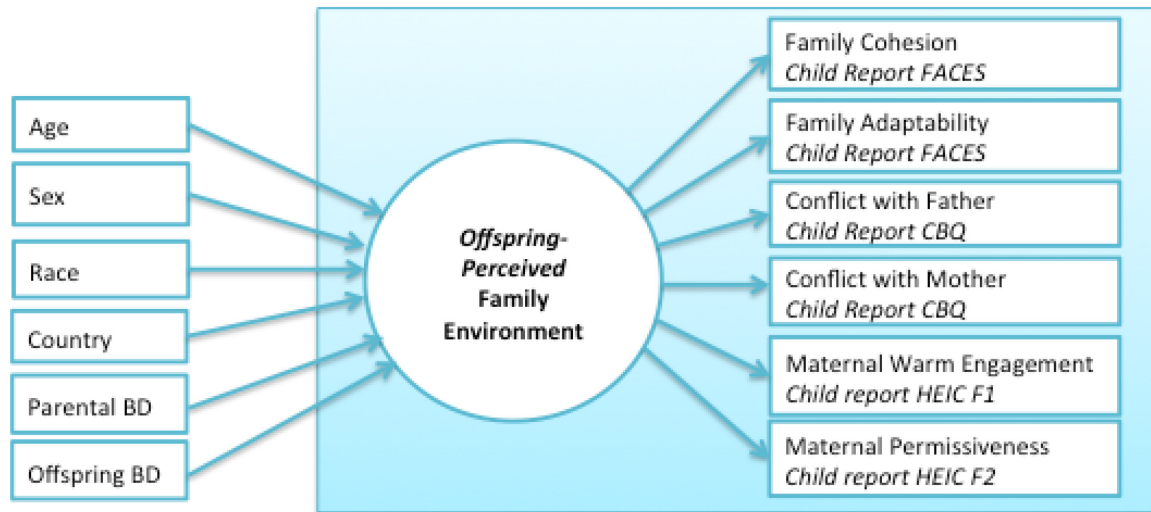 Age
Sex
Race
Country
Parental BD
Offspring BD
Offspring-
Perceived
Family
Environment
Family Cohesion
Child Report FACES
Family Adaptability
Child Report FACES
Conflict with Father
Child Report CBQ
Conflict with Mother
Child Report CBQ
Maternal Warm Engagement
Child report HEIC F1
Maternal Permissiveness
Child report HEIC F2